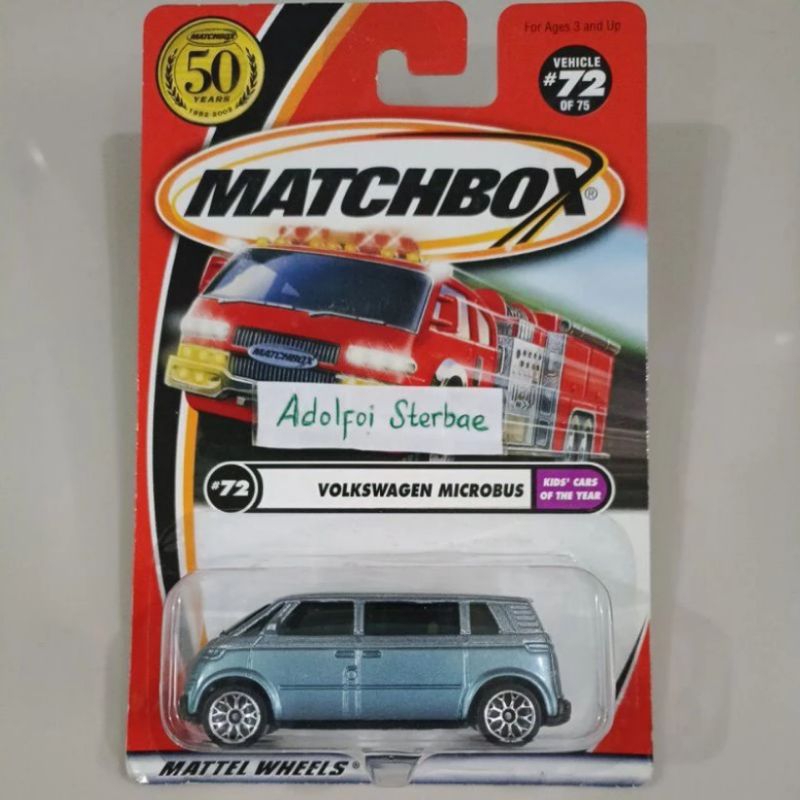 MATCHBOX
50
YEARS
1952-2002
For Ages 3 and Up
VEHICLE
#72
OF 75
MATCHBOX®
MATCHBOX
Adolfoi Sterbae
#72
VOLKSWAGEN MICROBUS
KIDS' CARS
OF THE YEAR
MATTEL WHEELS®